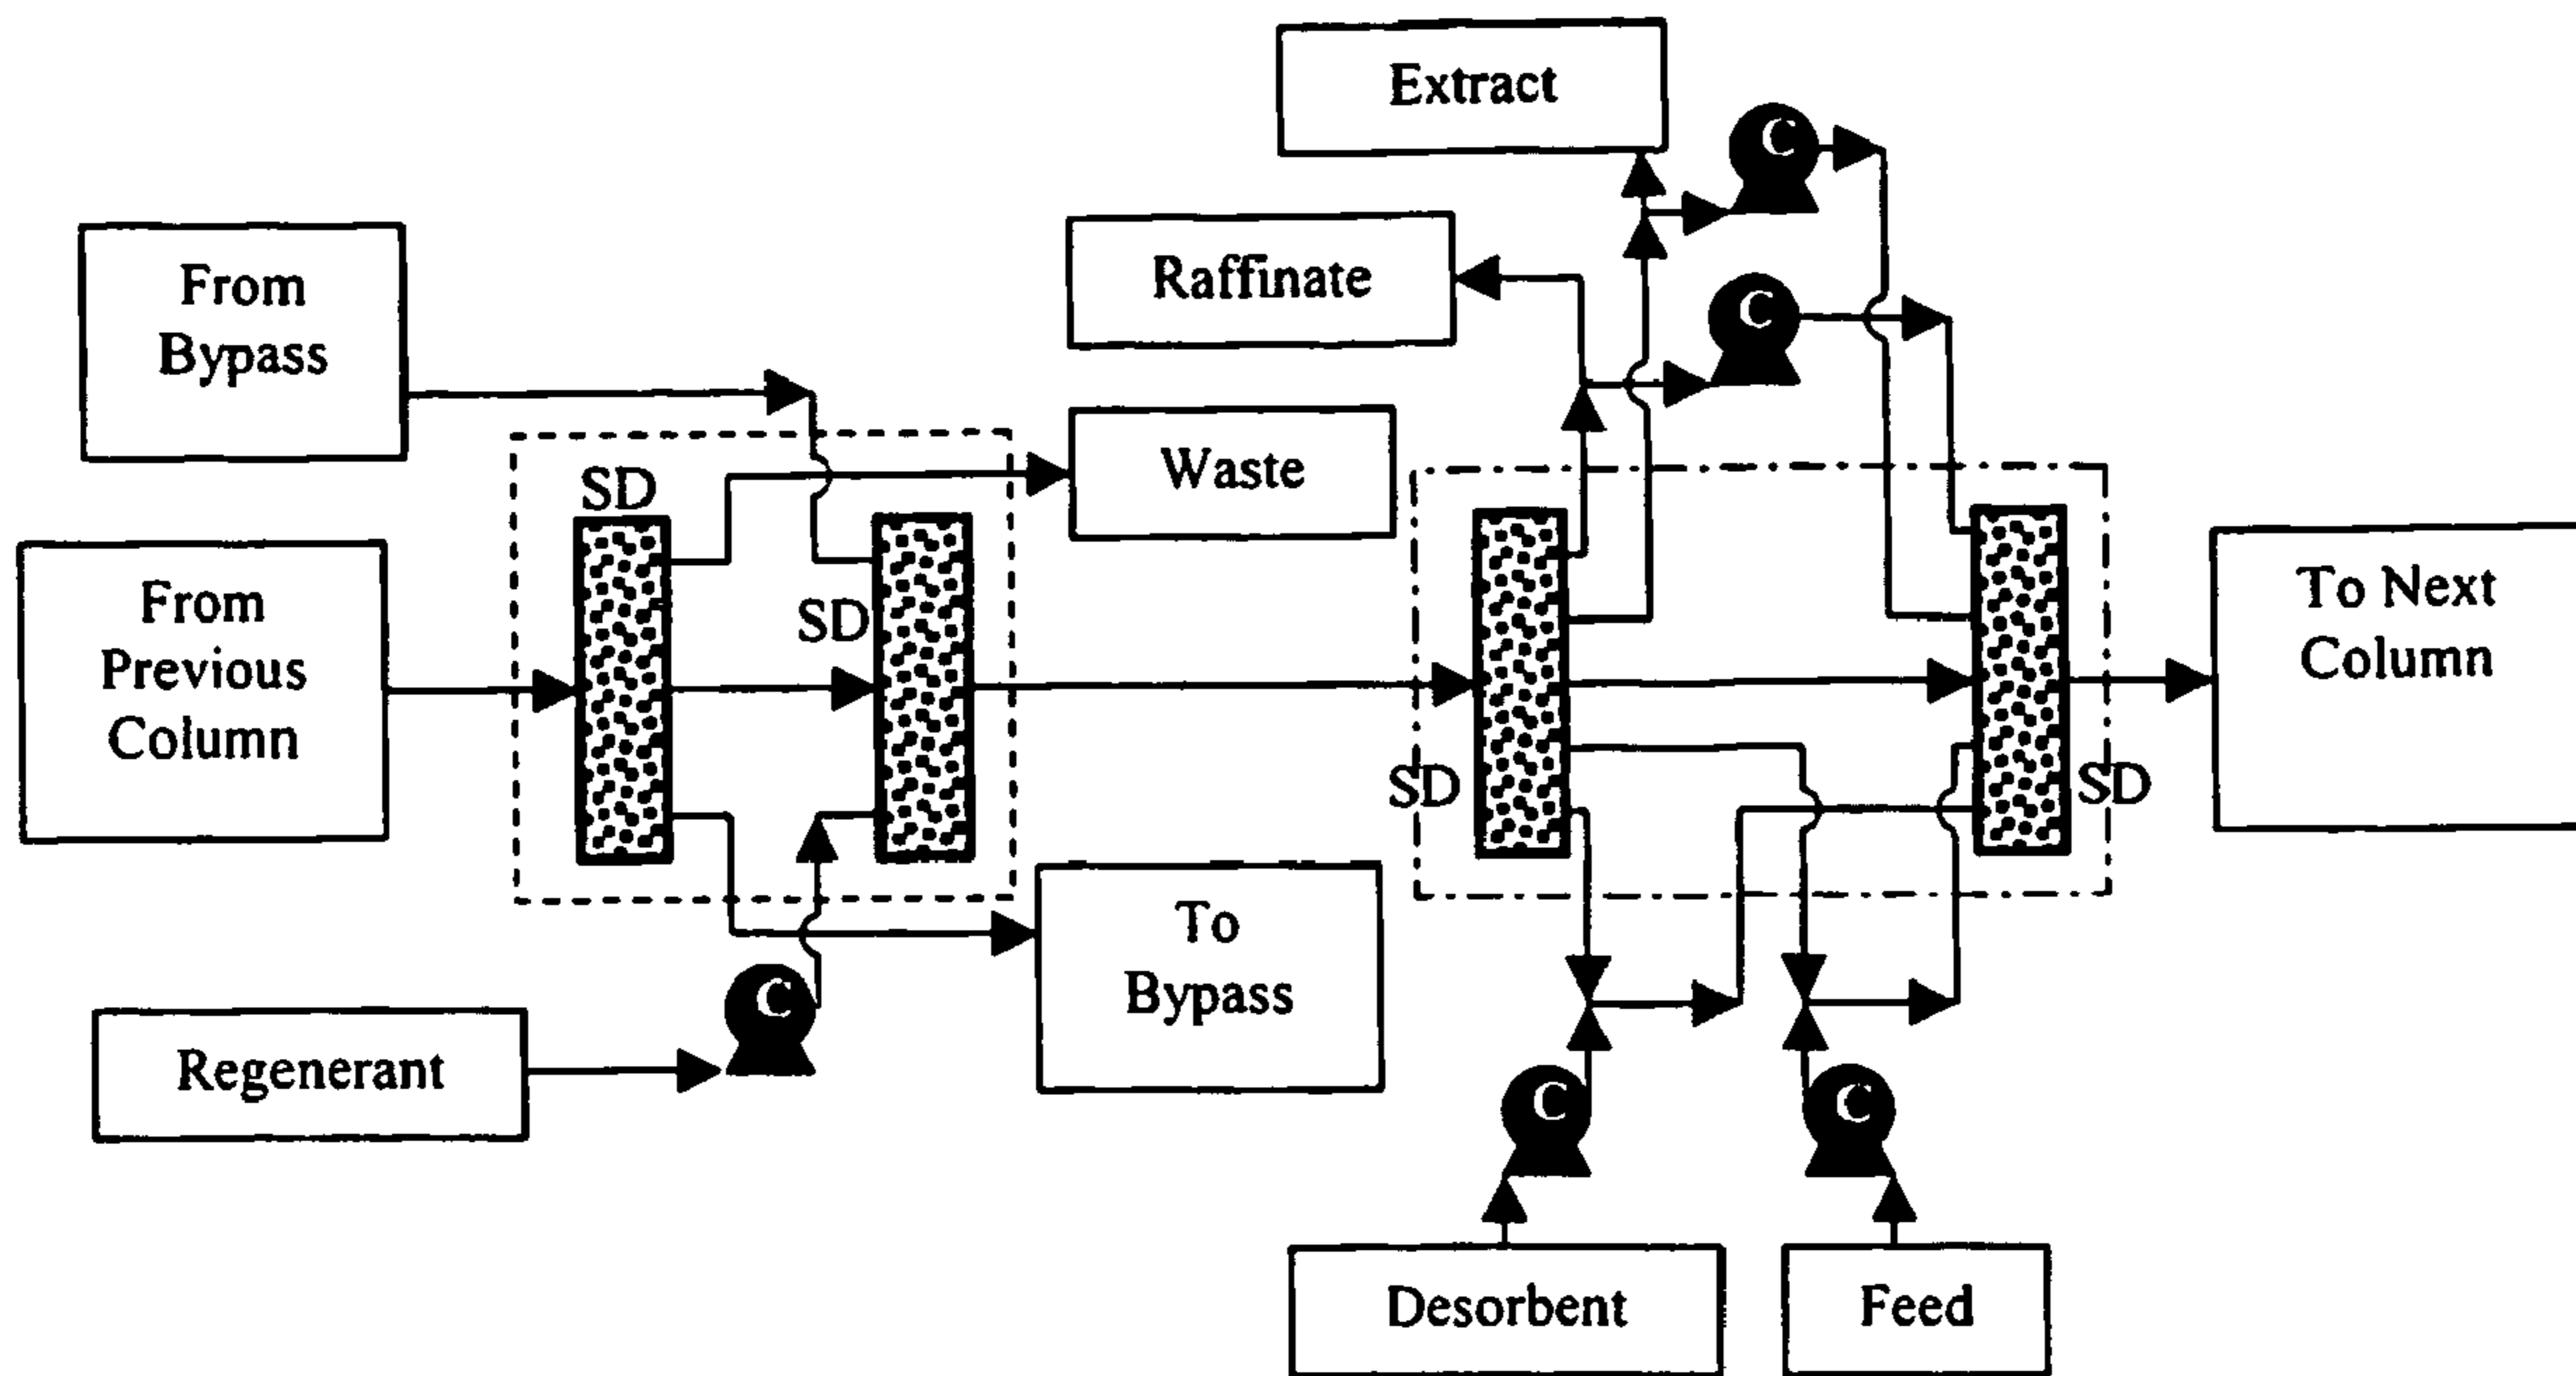 Extract
C
Raffinate
C
From
Bypass
Waste
SD
From
Previous
Column
SD
To Next
Column
SD
SD
To
Bypass
C
Regenerant
C
C
Desorbent
Feed